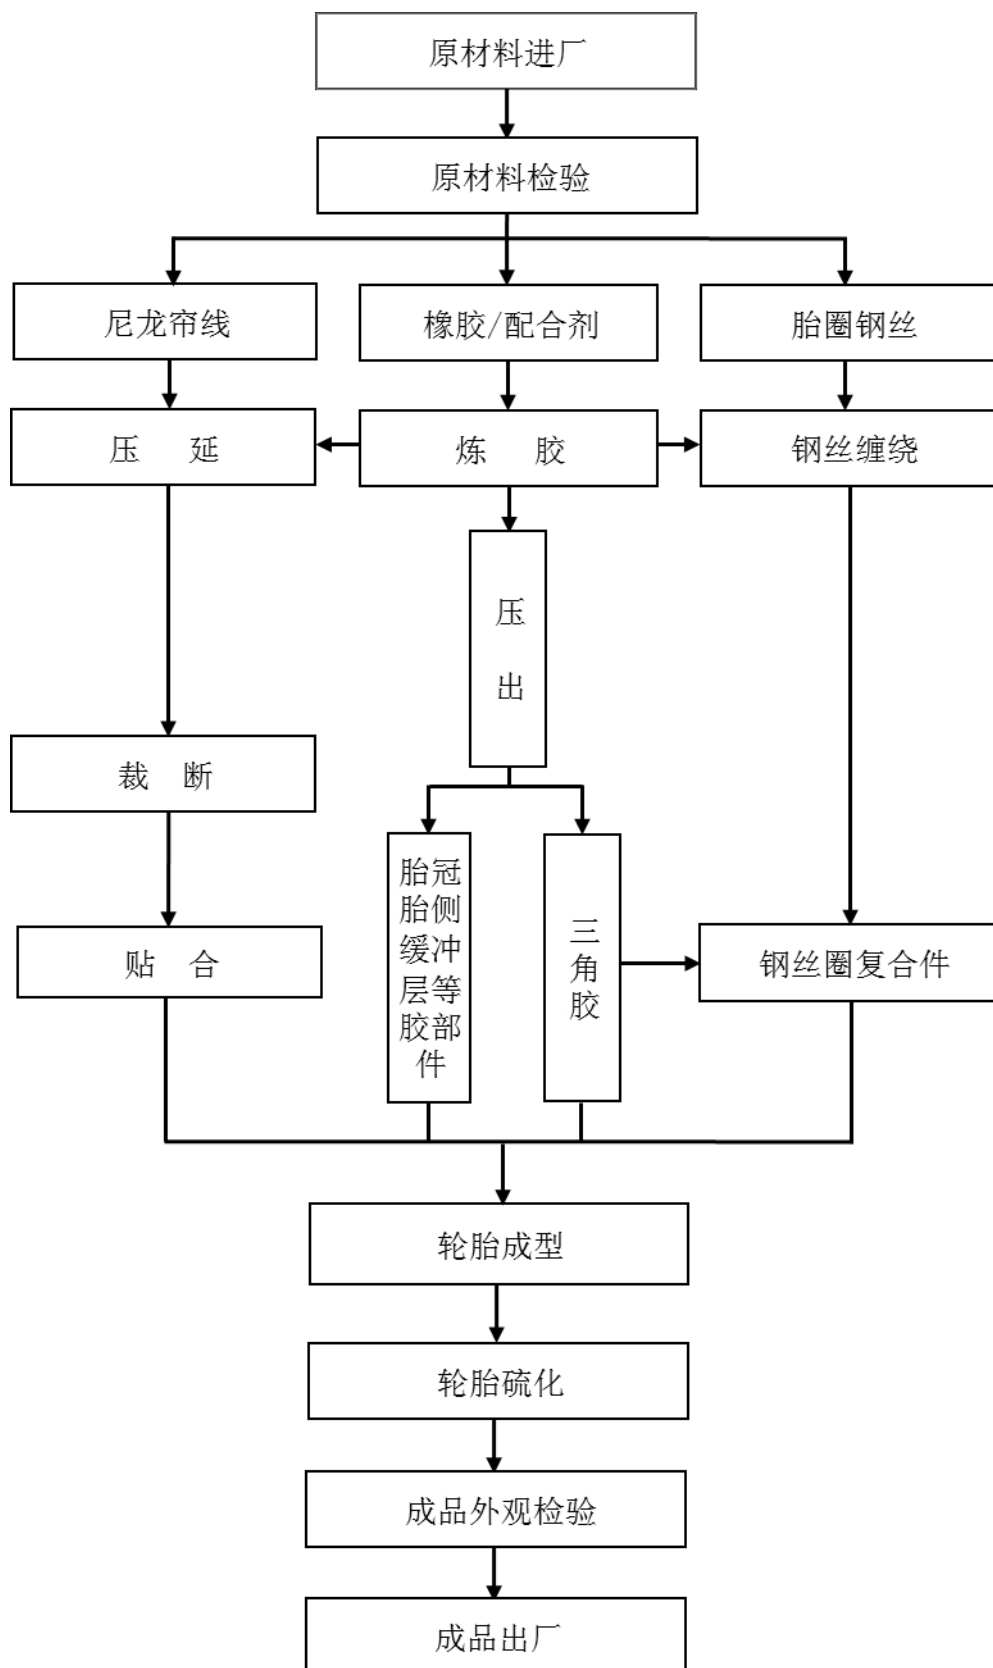 原材料进厂
原材料检验
尼龙帘线
橡胶/配合剂
胎圈钢丝
压 延
炼 胶
钢丝缠绕
压
出
裁 断
胎冠
胎侧
缓冲
层等
胶部
件
三
角
胶
贴 合
钢丝圈复合件
轮胎成型
轮胎硫化
成品外观检验
成品出厂